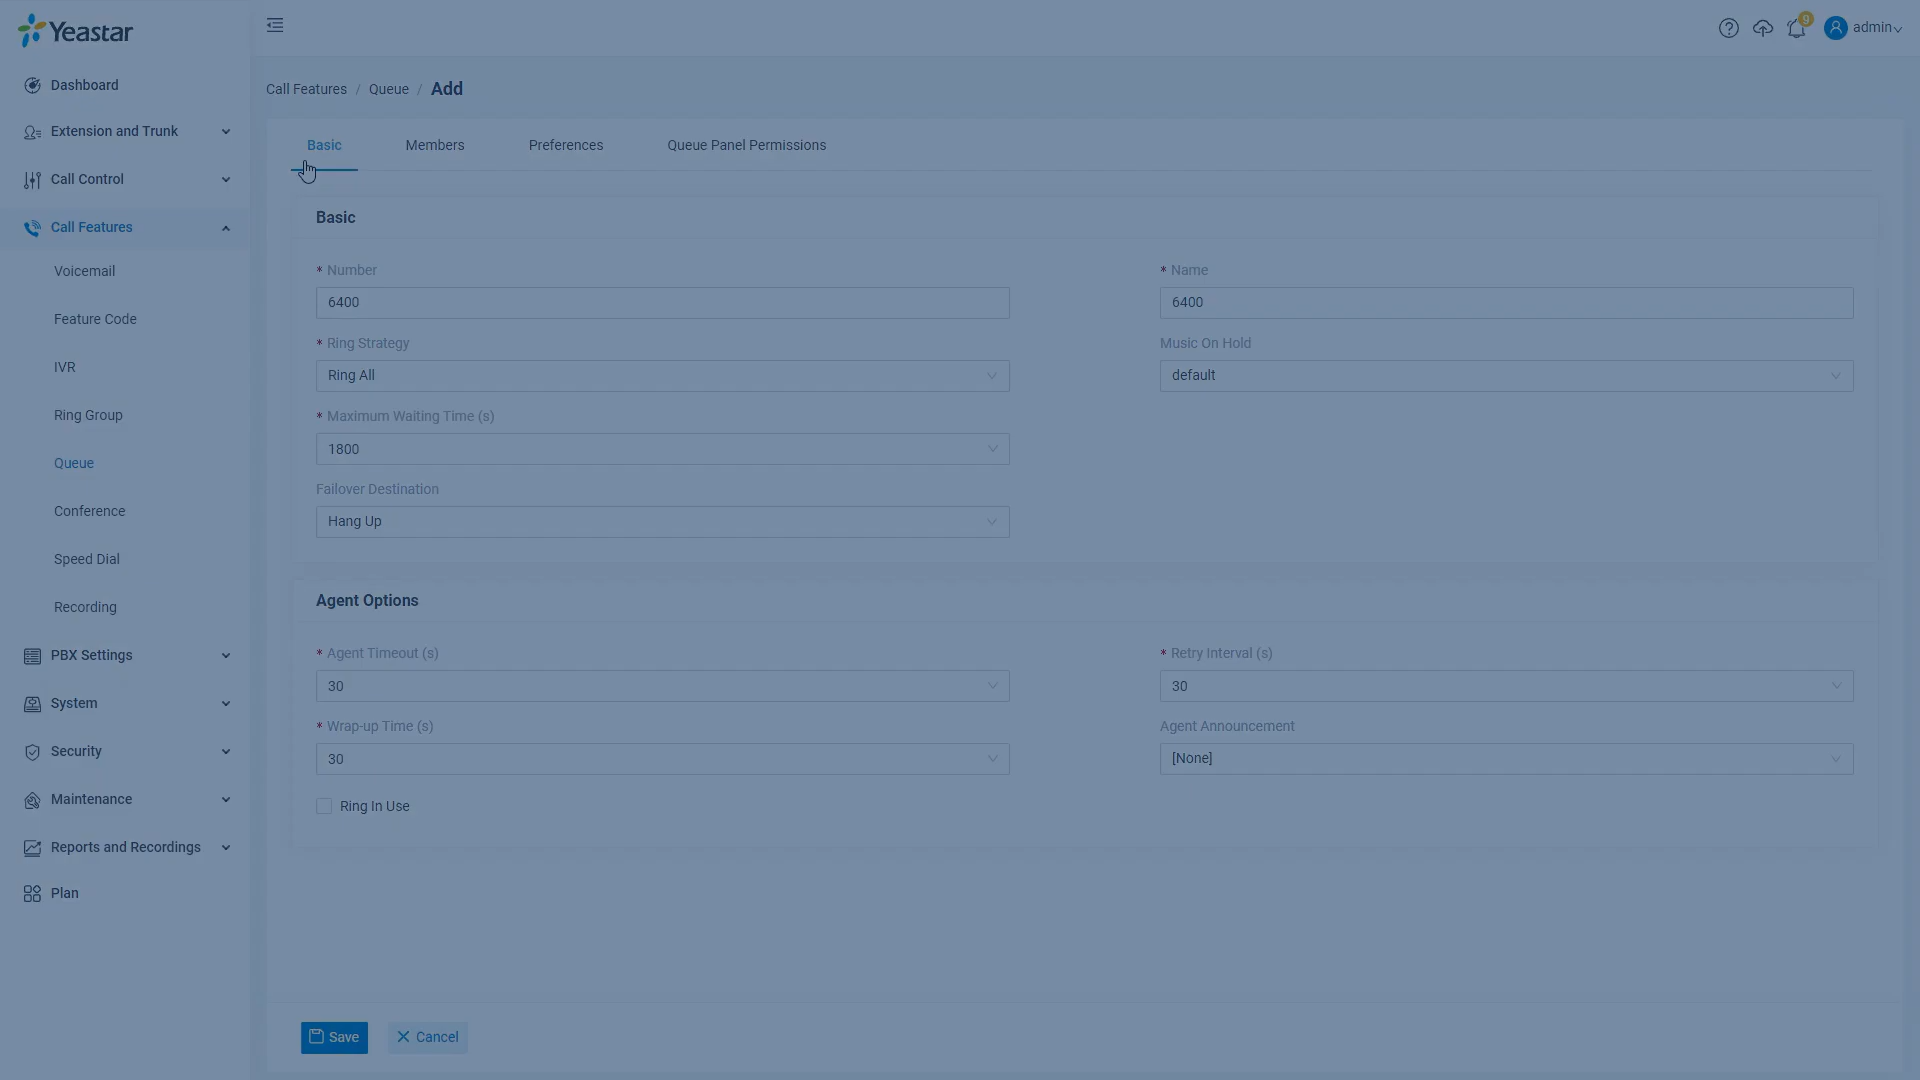 Yeastar
9
admin
Dashboard
Extension and Trunk
Call Control
Call Features
Voicemail
Feature Code
IVR
Ring Group
Queue
Conference
Speed Dial
Recording
PBX Settings
System
Security
Maintenance
Reports and Recordings
Plan
Call Features / Queue / Add
Basic Members Preferences Queue Panel Permissions
Basic
* Number
6400
* Name
6400
* Ring Strategy
Ring All
Music On Hold
default
* Maximum Waiting Time (s)
1800
Failover Destination
Hang Up
Agent Options
* Agent Timeout (s)
30
* Retry Interval (s)
30
* Wrap-up Time (s)
30
Agent Announcement
[None]
Ring In Use
Save
Cancel